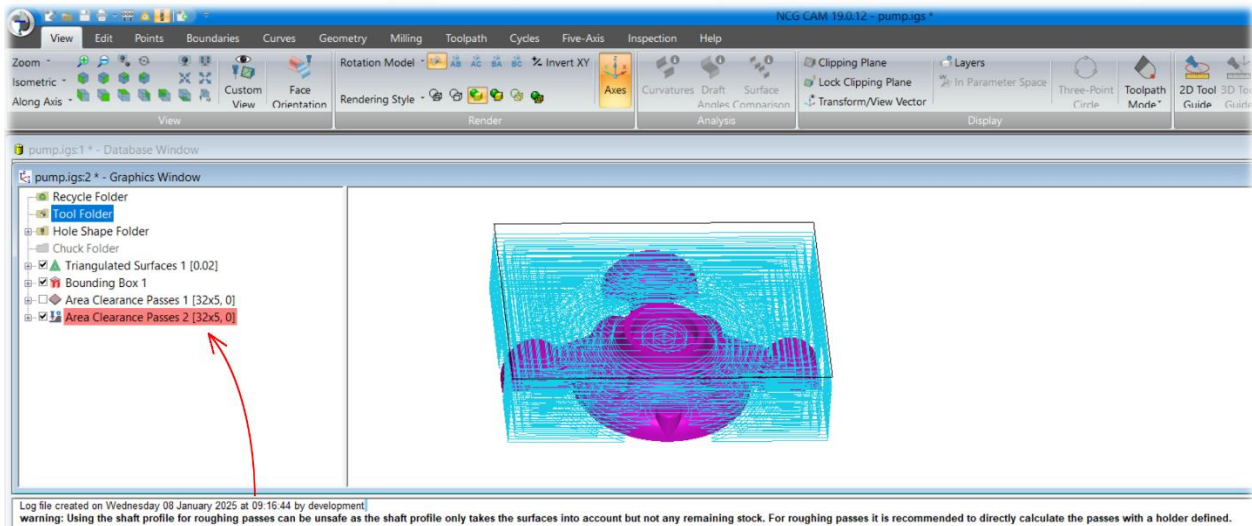 NCG CAM 19.0.12 - pump.igs *
View Edit Points Boundaries Curves Geometry Milling Toolpath Cycles Five-Axis Inspection Help
Zoom
Isometric
Along Axis
Custom
View
Face
Orientation
View
Rotation Model
AB AC BA BC
Invert XY
Rendering Style
Axes
Render
Curvatures
Draft
Angles
Surface
Comparison
Analysis
Clipping Plane
Lock Clipping Plane
Transform/View Vector
Layers
In Parameter Space
Three-Point
Circle
Toolpath
Mode
Display
2D Tool
Guide
3D
Guide
pump.igs:1 * - Database Window
pump.igs:2 * - Graphics Window
Recycle Folder
Tool Folder
Hole Shape Folder
Chuck Folder
Triangulated Surfaces 1 [0.02]
Bounding Box 1
Area Clearance Passes 1 [32x5, 0]
Area Clearance Passes 2 [32x5, 0]
Log file created on Wednesday 08 January 2025 at 09:16:44 by development
warning: Using the shaft profile for roughing passes can be unsafe as the shaft profile only takes the surfaces into account but not any remaining stock. For roughing passes it is recommended to directly calculate the passes with a holder defined.